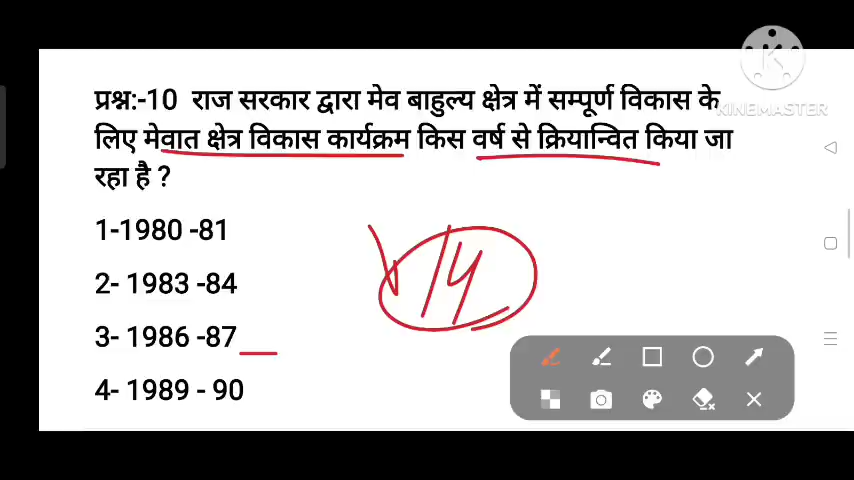 KINEMASTER
प्रश्न:-10 राज सरकार द्वारा मेव बाहुल्य क्षेत्र में सम्पूर्ण विकास के
लिए मेवात क्षेत्र विकास कार्यक्रम किस वर्ष से क्रियान्वित किया जा
रहा है ?
1-1980 -81
2- 1983 -84
14
3- 1986 -87
4- 1989 - 90